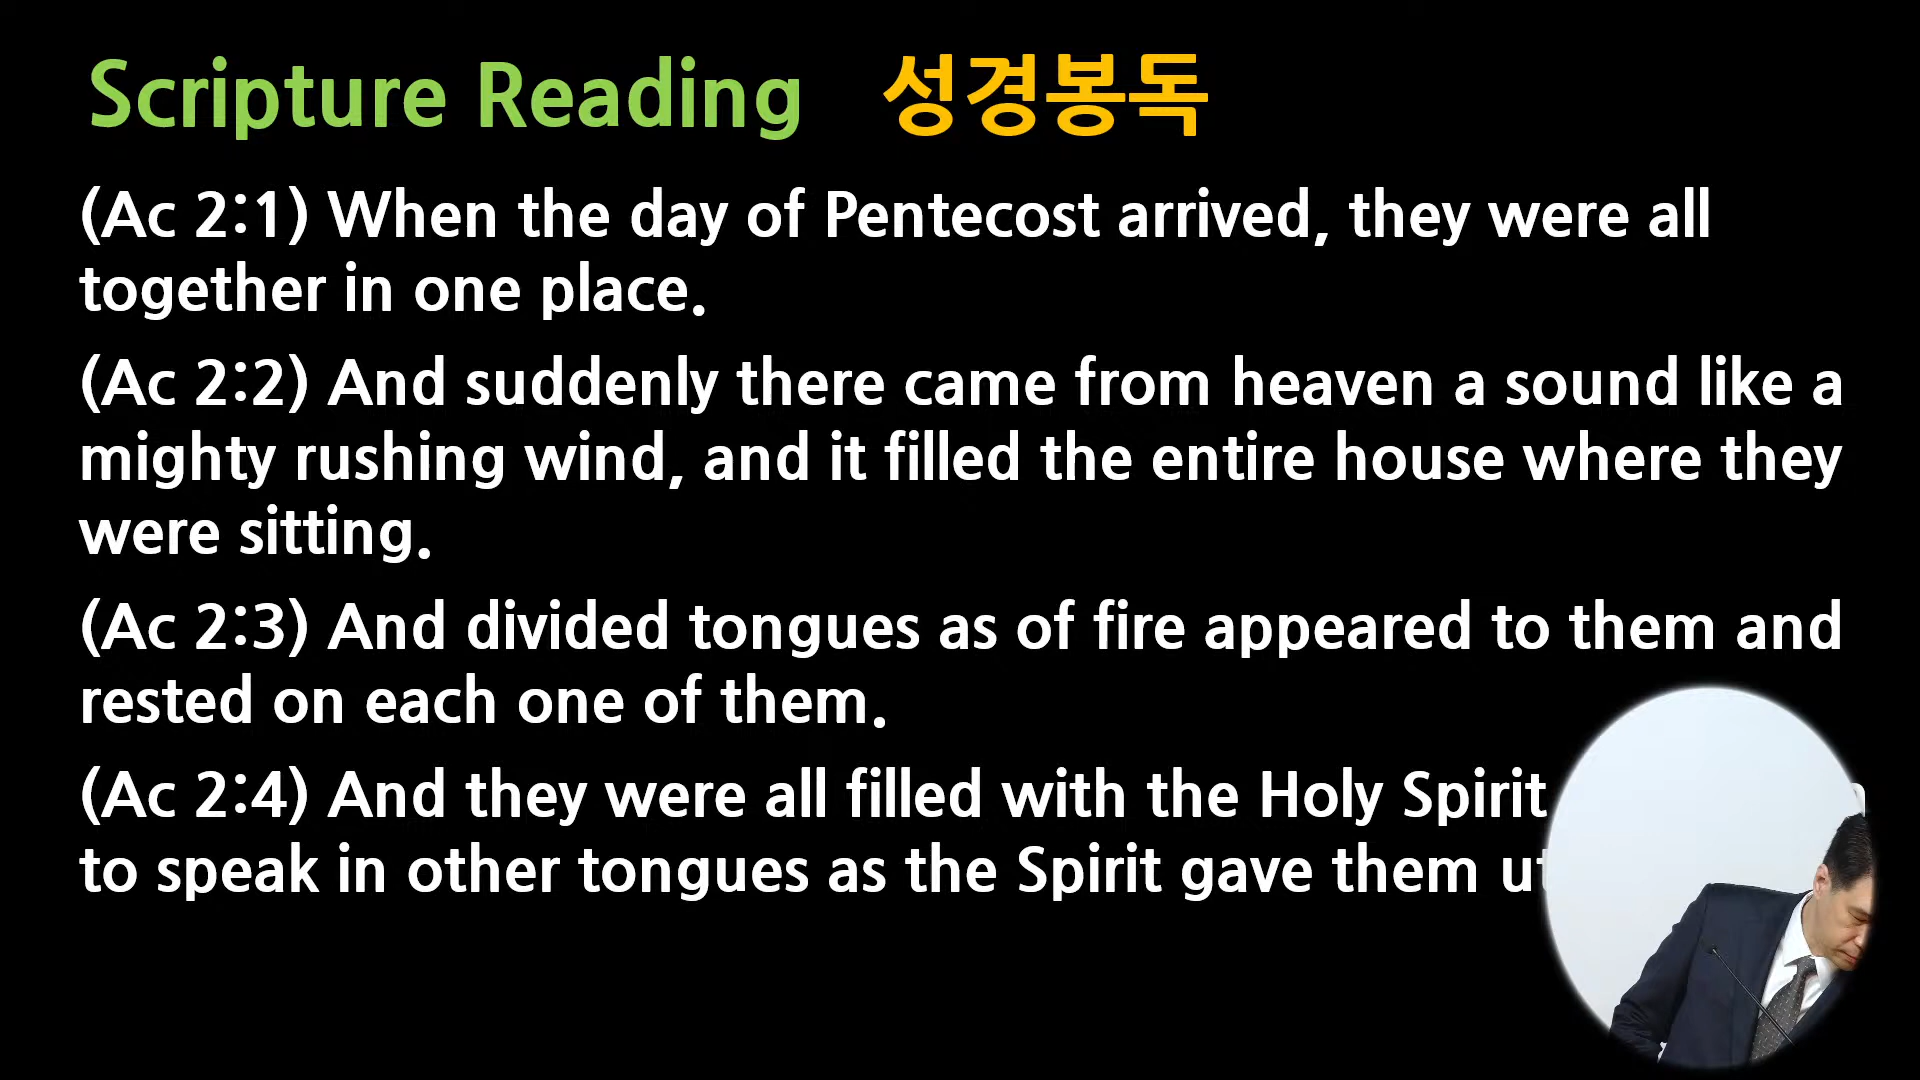 Scripture Reading 성경봉독
(Ac 2:1) When the day of Pentecost arrived, they were all
together in one place.
(Ac 2:2) And suddenly there came from heaven a sound like a
mighty rushing wind, and it filled the entire house where they
were sitting.
(Ac 2:3) And divided tongues as of fire appeared to them and
rested on each one of them.
(Ac 2:4) And they were all filled with the Holy Spirit
to speak in other tongues as the Spirit gave them